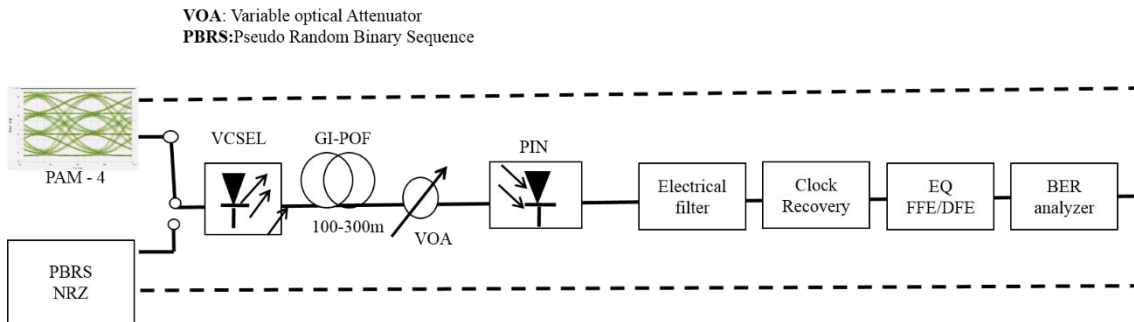 VOA: Variable optical Attenuator
PBRS:Pseudo Random Binary Sequence
PAM - 4
VCSEL
GI-POF
100-300m
VOA
PIN
Electrical
filter
Clock
Recovery
EQ
FFE/DFE
BER
analyzer
PBRS
NRZ